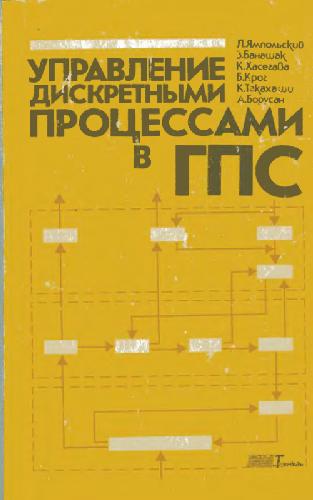 Л.Ямпольский
З.Банашак
К.Хасегава
Б.Крог
К.Такахаши
А.Борусан
УПРАВЛЕНИЕ
ДИСКРЕТНЫМИ
ПРОЦЕССАМИ
В ГПС